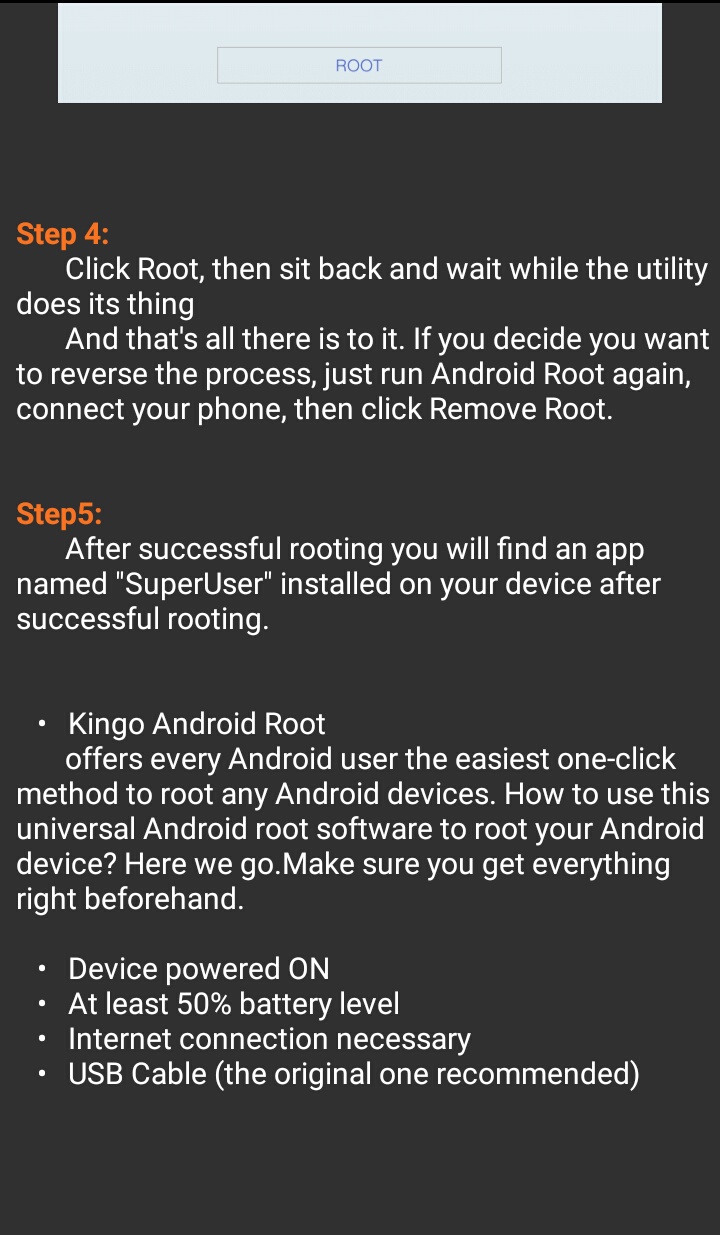 ROOT
Step 4:
Click Root, then sit back and wait while the utility
does its thing
And that's all there is to it. If you decide you want
to reverse the process, just run Android Root again,
connect your phone, then click Remove Root.
Step5:
After successful rooting you will find an app
named "SuperUser" installed on your device after
successful rooting.
• Kingo Android Root
offers every Android user the easiest one-click
method to root any Android devices. How to use this
universal Android root software to root your Android
device? Here we go.Make sure you get everything
right beforehand.
• Device powered ON
• At least 50% battery level
• Internet connection necessary
• USB Cable (the original one recommended)